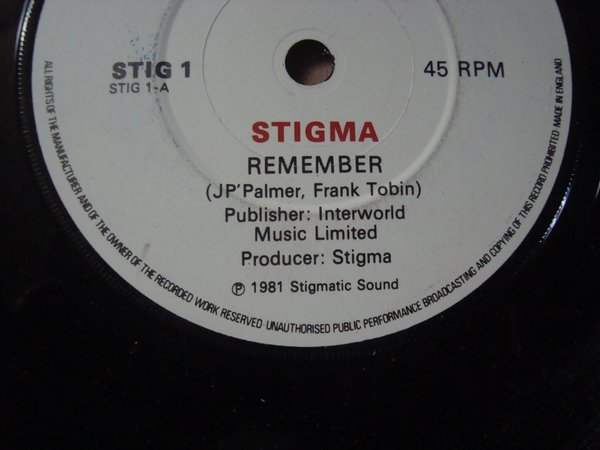 STIG 1
STIG 1-A
45 RPM
STIGMA
REMEMBER
(JP'Palmer, Frank Tobin)
Publisher: Interworld
Music Limited
Producer: Stigma
℗ 1981 Stigmatic Sound
ALL RIGHTS OF THE MANUFACTURER AND OF THE OWNER OF THE RECORDED WORK RESERVED UNAUTHORISED PUBLIC PERFORMANCE BROADCASTING AND COPYING OF THIS RECORD PROHIBITED MADE IN ENGLAND